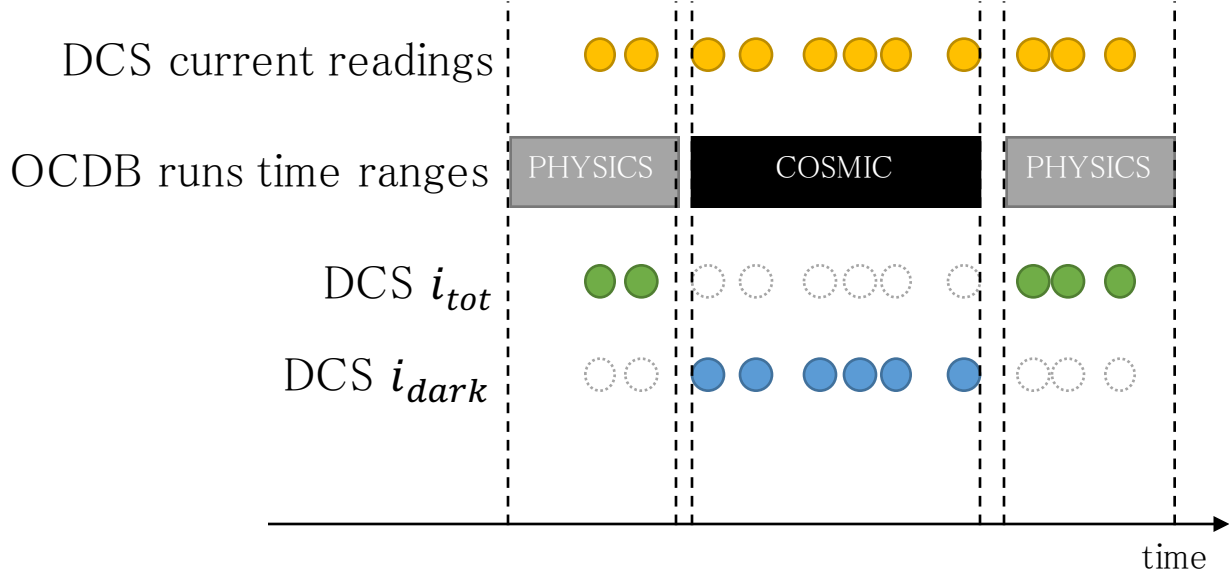 DCS current readings
OCDB runs time ranges
PHYSICS
COSMIC
PHYSICS
DCS i_tot
DCS i_dark
time